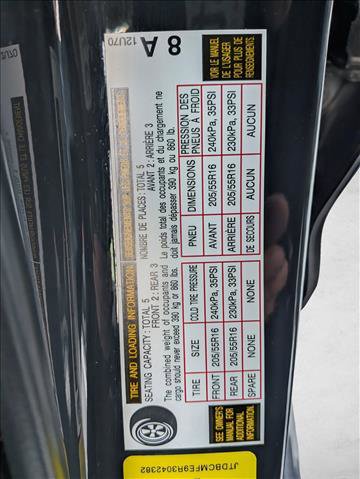 TIRE AND LOADING INFORMATION
SEATING CAPACITY: TOTAL 5
FRONT 2: REAR 3
The combined weight of occupants and
cargo should never exceed 390 kg or 860 lbs.
TIRE SIZE COLD TIRE PRESSURE
FRONT 205/55R16 240kPa, 35PSI
REAR 205/55R16 230kPa, 33PSI
SPARE NONE NONE
SEE OWNER'S
MANUAL FOR
ADDITIONAL
INFORMATION
NOMBRE DE PLACES: TOTAL 5
AVANT 2: ARRIÈRE 3
Le poids total des occupants et du chargement ne
doit jamais dépasser 390 kg ou 860 lb.
PNEU DIMENSIONS PRESSION DES
PNEUS À FROID
AVANT 205/55R16 240kPa, 35PSI
ARRIÈRE 205/55R16 230kPa, 33PSI
DE SECOURS AUCUN AUCUN
VOIR LE MANUEL
DE L'USAGER
POUR PLUS DE
RENSEIGNEMENTS.
12U70
8 A
JTDBCMFE9R3042382